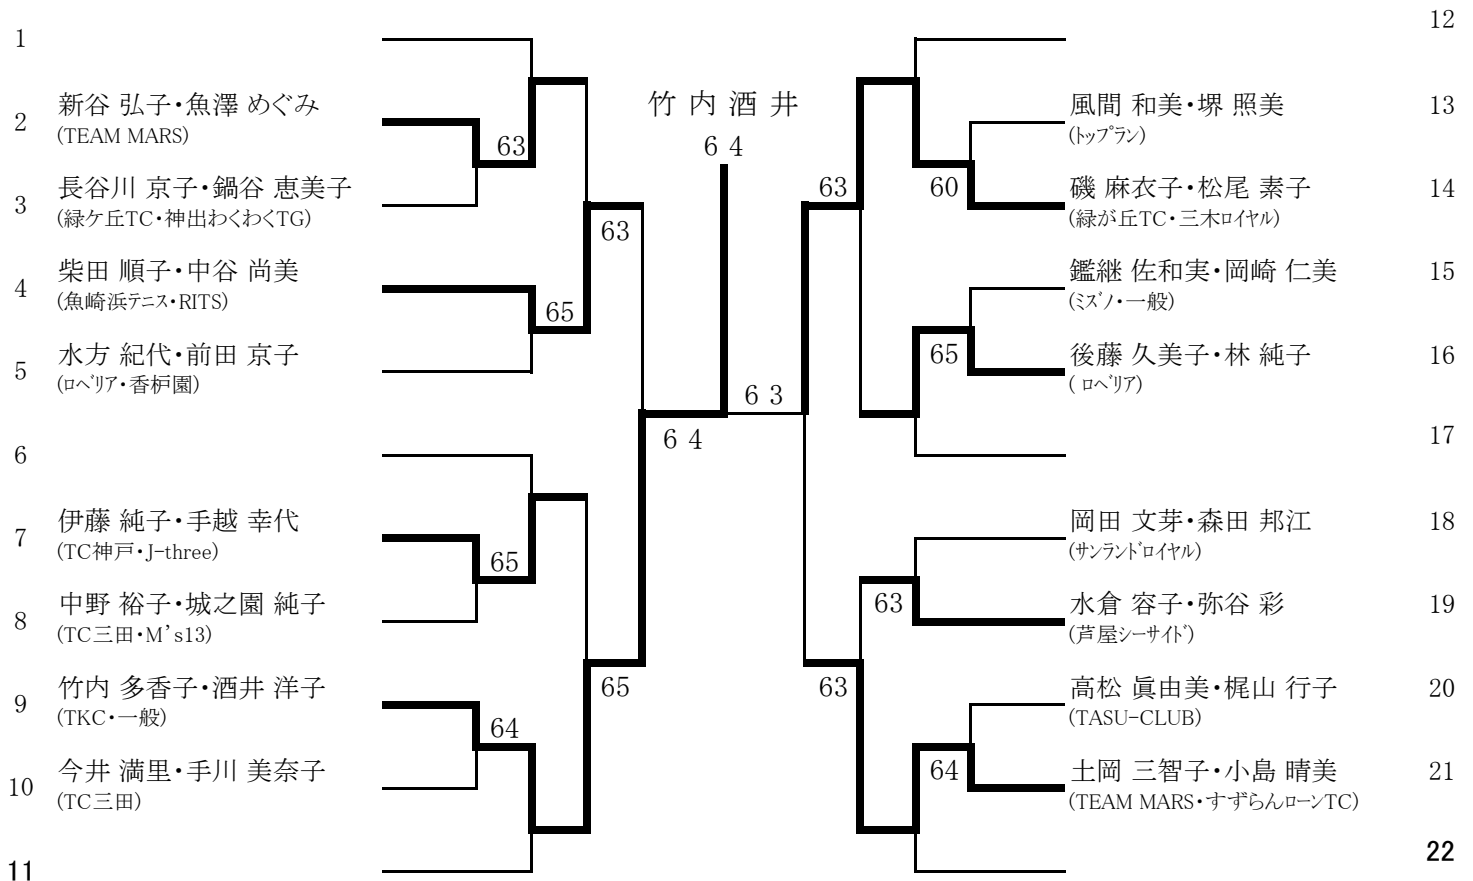 1
2
新谷 弘子・魚澤 めぐみ
(TEAM MARS)
3
長谷川 京子・鍋谷 恵美子
(緑ケ丘TC・神出わくわくTG)
4
柴田 順子・中谷 尚美
(魚崎浜テニス・RITS)
5
水方 紀代・前田 京子
(ロベリア・香枦園)
6
7
伊藤 純子・手越 幸代
(TC神戸・J-three)
8
中野 裕子・城之園 純子
(TC三田・M's13)
9
竹内 多香子・酒井 洋子
(TKC・一般)
10
今井 満里・手川 美奈子
(TC三田)
11
63
65
65
64
63
65
6 4
竹 内 酒 井
6 4
6 3
63
63
60
65
63
64
12
風間 和美・堺 照美
(トップラン)
13
磯 麻衣子・松尾 素子
(緑が丘TC・三木ロイヤル)
14
鑑継 佐和実・岡崎 仁美
(ミズノ・一般)
15
後藤 久美子・林 純子
( ロベリア)
16
17
岡田 文芽・森田 邦江
(サンランドロイヤル)
18
水倉 容子・弥谷 彩
(芦屋シーサイド)
19
高松 眞由美・梶山 行子
(TASU-CLUB)
20
土岡 三智子・小島 晴美
(TEAM MARS・すずらんローンTC)
21
22